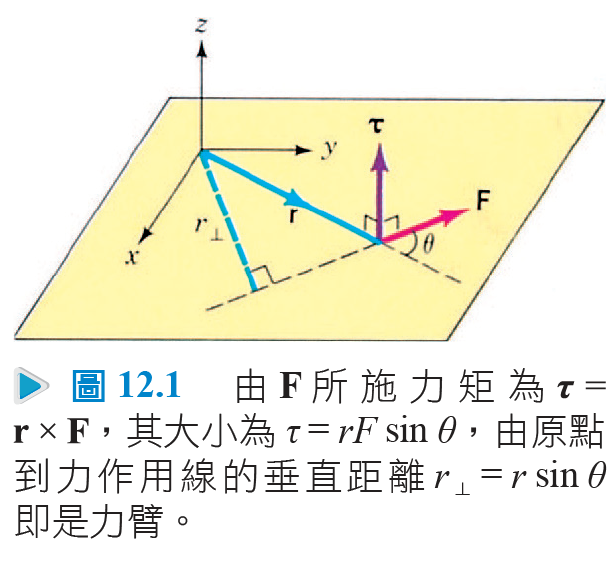 z
y
x
τ
F
r
r⊥
θ
圖 12.1 由 F 所施力矩為 τ =
r × F，其大小為 τ = rF sin θ，由原點
到力作用線的垂直距離 r⊥ = r sin θ
即是力臂。